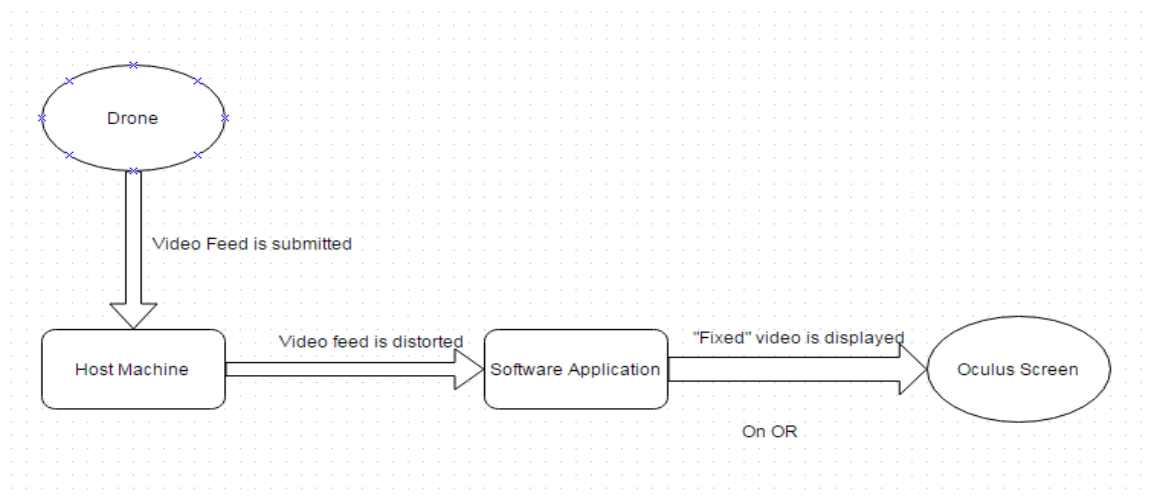 Drone
Video Feed is submitted
Video feed is distorted
"Fixed" video is displayed
Host Machine
Software Application
Oculus Screen
On OR